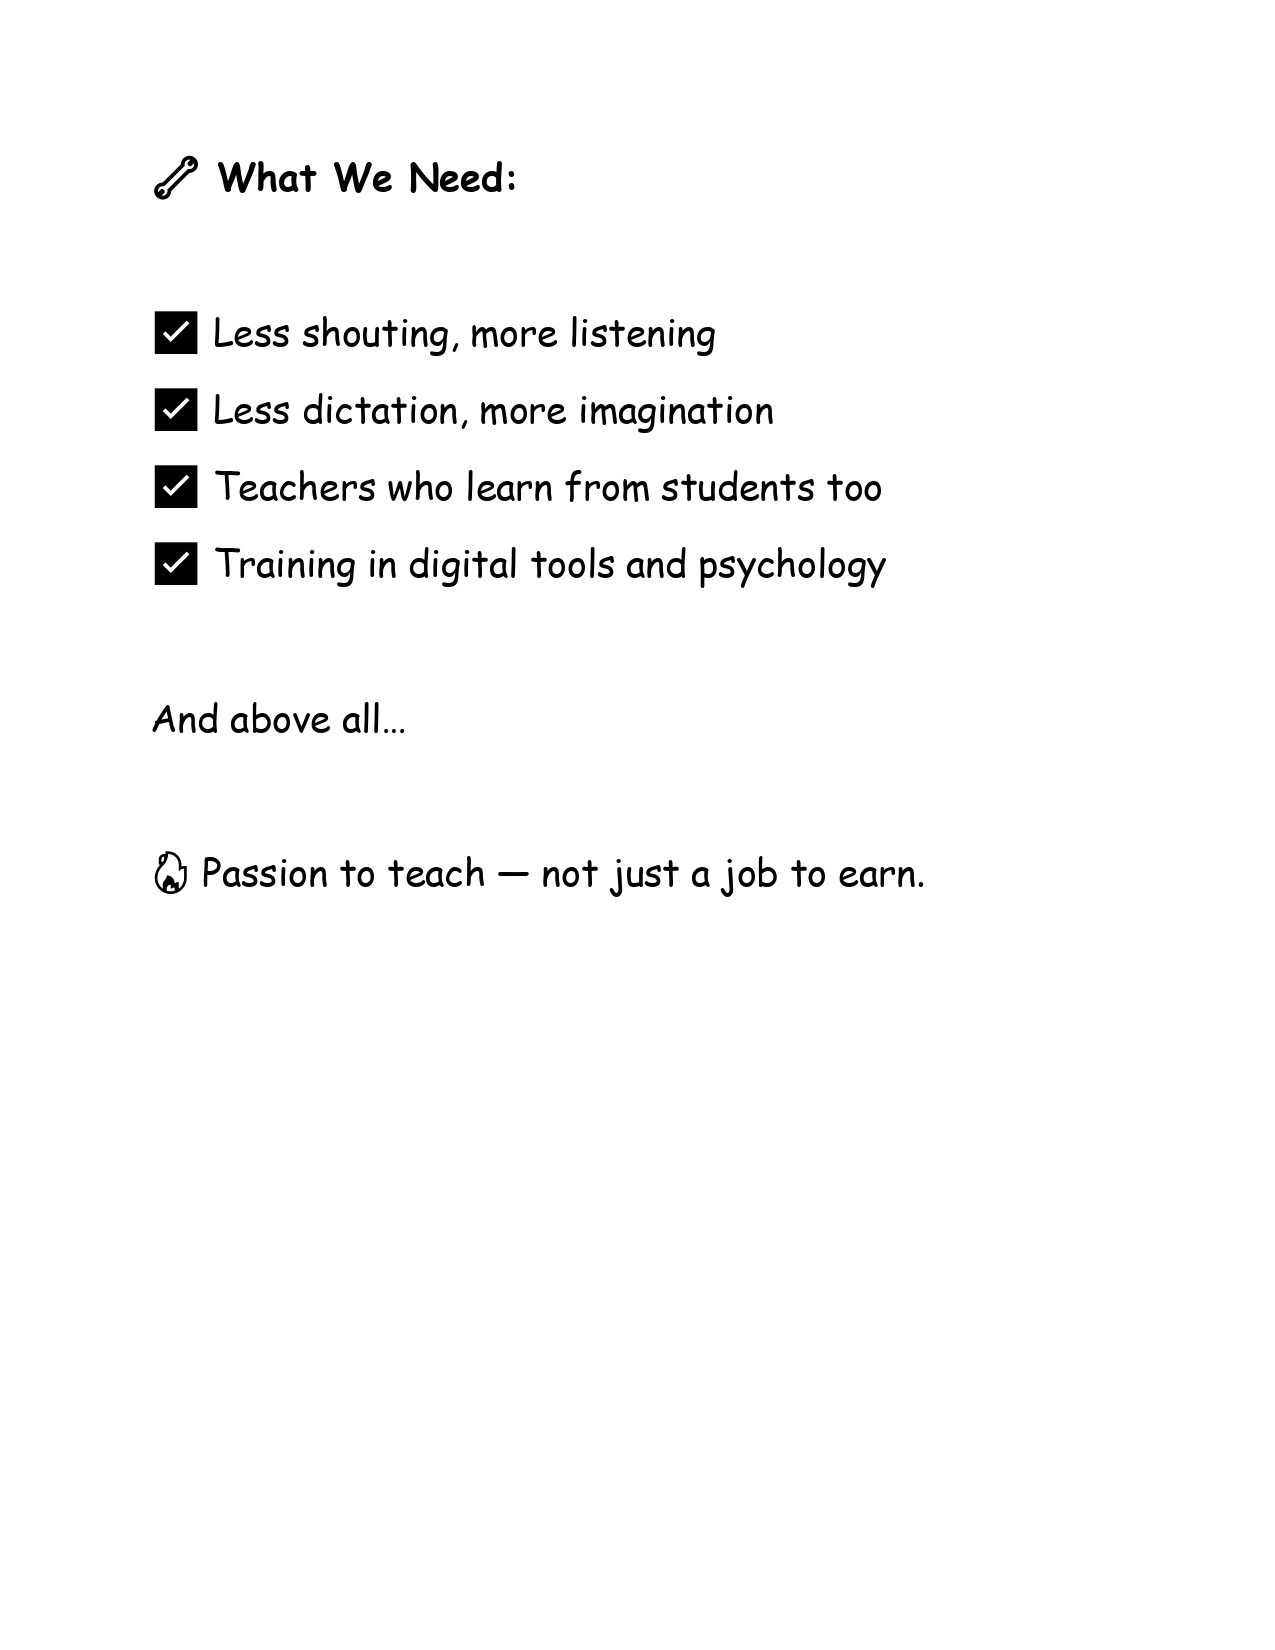 🔧 What We Need:
✅ Less shouting, more listening
✅ Less dictation, more imagination
✅ Teachers who learn from students too
✅ Training in digital tools and psychology
And above all...
🔥 Passion to teach — not just a job to earn.